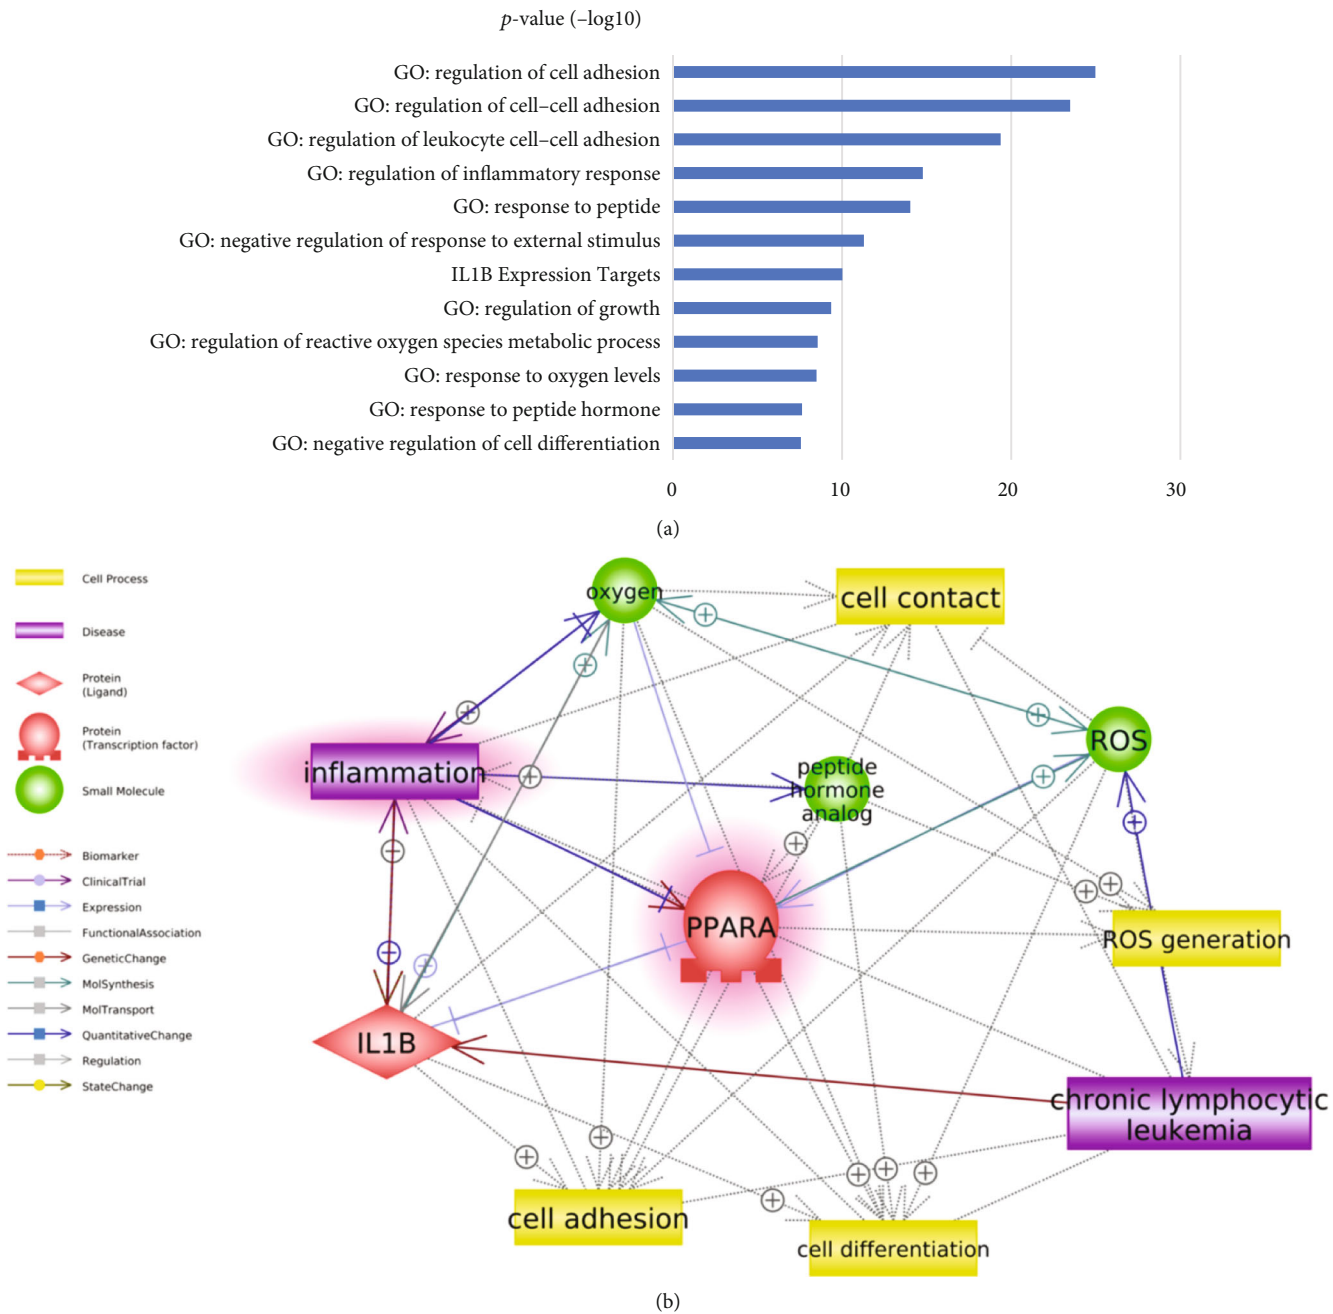 p-value (–log10)
GO: regulation of cell adhesion
GO: regulation of cell–cell adhesion
GO: regulation of leukocyte cell–cell adhesion
GO: regulation of inflammatory response
GO: response to peptide
GO: negative regulation of response to external stimulus
IL1B Expression Targets
GO: regulation of growth
GO: regulation of reactive oxygen species metabolic process
GO: response to oxygen levels
GO: response to peptide hormone
GO: negative regulation of cell differentiation
0 10 20 30
(a)
Cell Process
Disease
Protein
(Ligand)
Protein
(Transcription factor)
Small Molecule
Biomarker
ClinicalTrial
Expression
FunctionalAssociation
GeneticChange
MolSynthesis
MolTransport
QuantitativeChange
Regulation
StateChange
oxygen
cell contact
ROS
inflammation
peptide
hormone
analog
PPARA
ROS generation
IL1B
chronic lymphocytic
leukemia
cell adhesion
cell differentiation
(b)